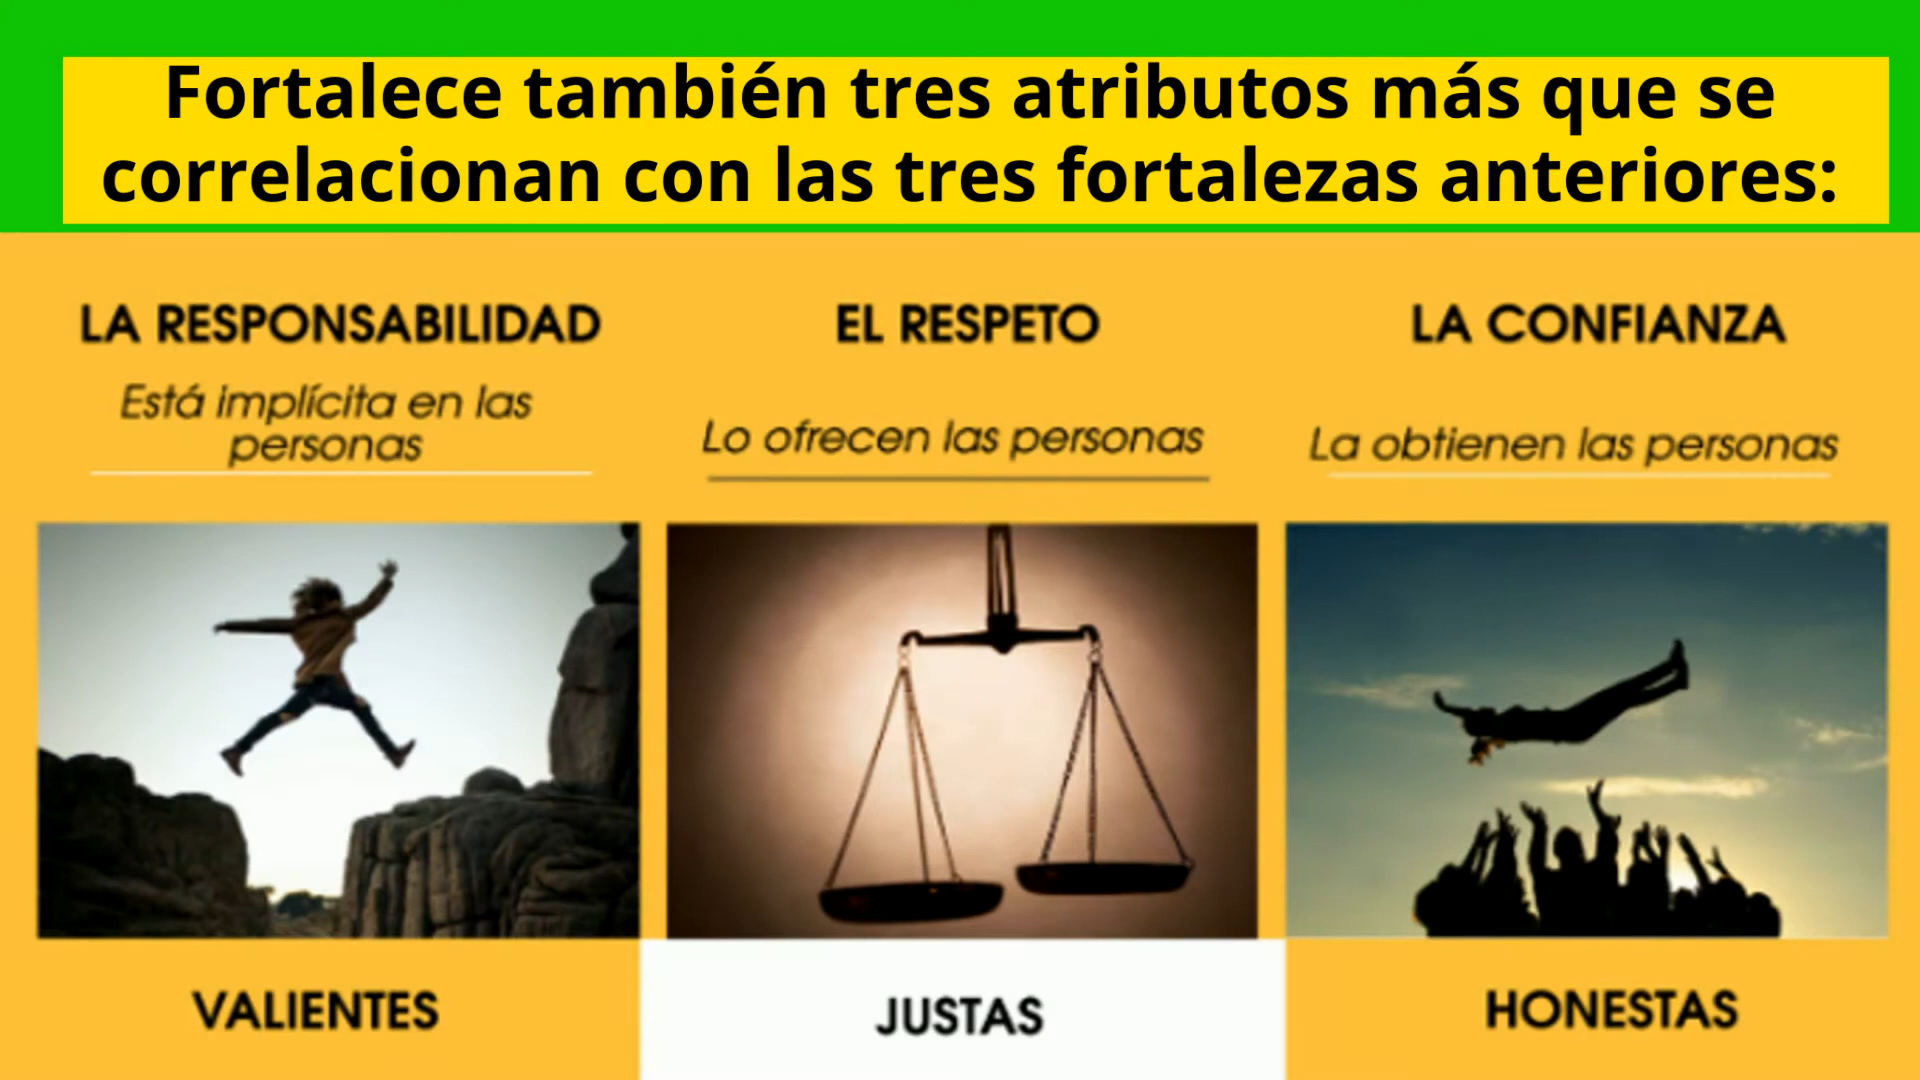 Fortalece también tres atributos más que se
correlacionan con las tres fortalezas anteriores:
LA RESPONSABILIDAD
Está implícita en las
personas
VALIENTES
EL RESPETO
Lo ofrecen las personas
JUSTAS
LA CONFIANZA
La obtienen las personas
HONESTAS